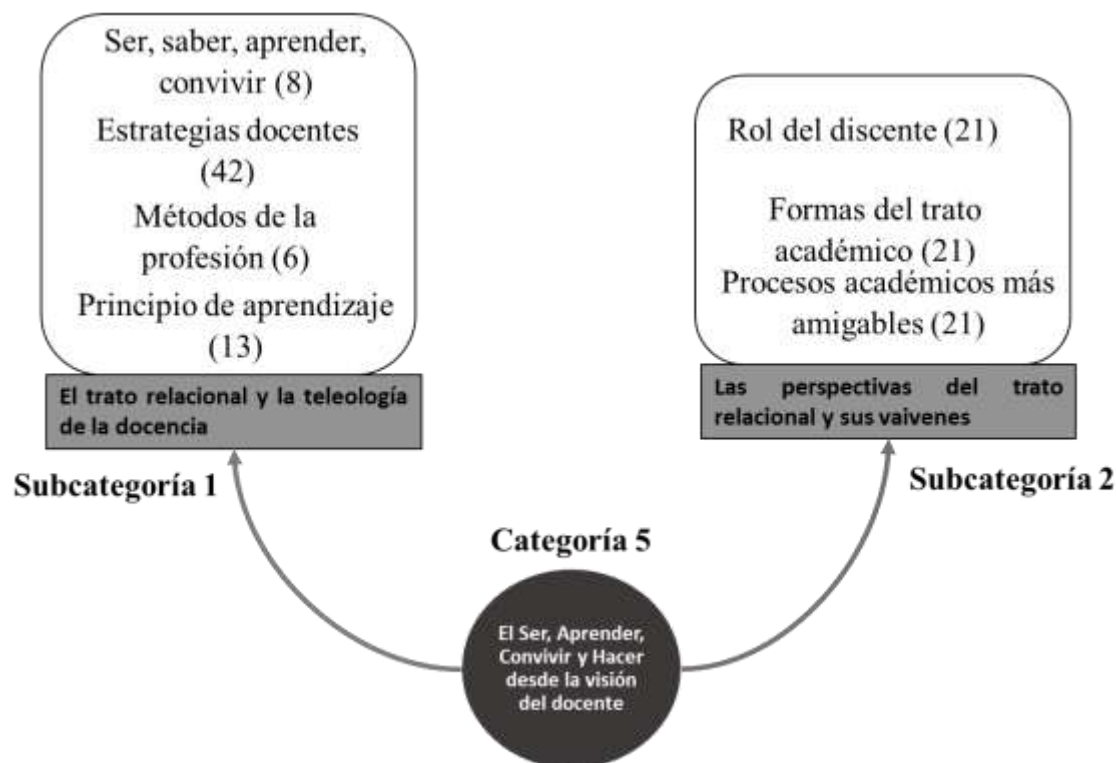 Ser, saber, aprender,
convivir (8)
Estrategias docentes
(42)
Métodos de la
profesión (6)
Principio de aprendizaje
(13)
El trato relacional y la teleología
de la docencia
Subcategoría 1
Rol del discente (21)
Formas del trato
académico (21)
Procesos académicos más
amigables (21)
Las perspectivas del trato
relacional y sus vaivenes
Subcategoría 2
Categoría 5
El Ser, Aprender,
Convivir y Hacer
desde la visión
del docente